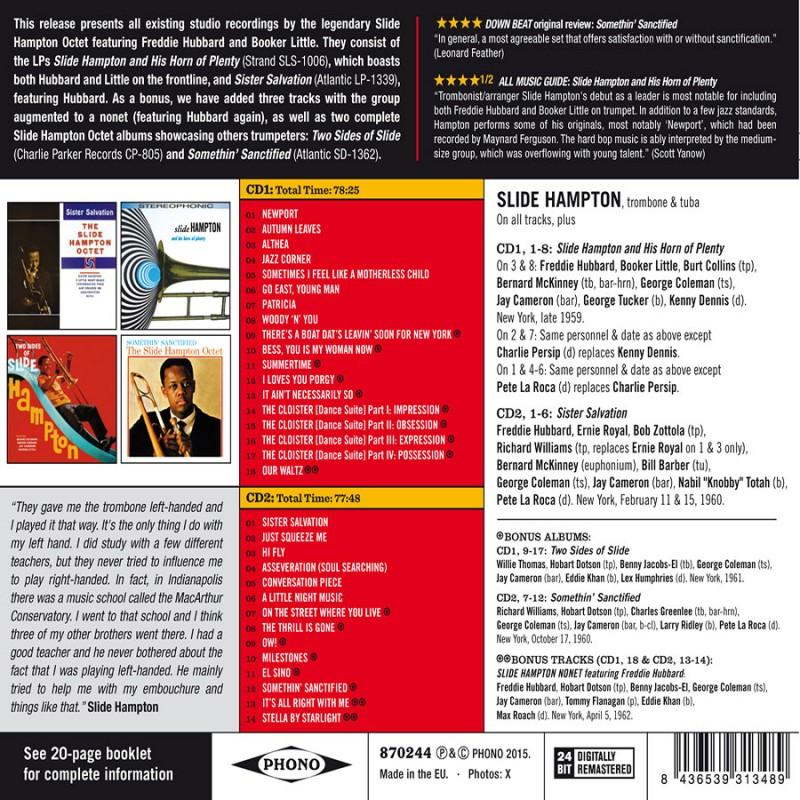 This release presents all existing studio recordings by the legendary Slide
Hampton Octet featuring Freddie Hubbard and Booker Little. They consist of
the LPs Slide Hampton and His Horn of Plenty (Strand SLS-1006), which boasts
both Hubbard and Little on the frontline, and Sister Salvation (Atlantic LP-1339),
featuring Hubbard. As a bonus, we have added three tracks with the group
augmented to a nonet (featuring Hubbard again), as well as two complete
Slide Hampton Octet albums showcasing others trumpeters: Two Sides of Slide
(Charlie Parker Records CP-805) and Somethin' Sanctified (Atlantic SD-1362).
★★★★ DOWN BEAT original review: Somethin' Sanctified
"In general, a most agreeable set that offers satisfaction with or without sanctification."
(Leonard Feather)
★★★★1/2 ALL MUSIC GUIDE: Slide Hampton and His Horn of Plenty
"Trombonist/arranger Slide Hampton's debut as a leader is most notable for including
both Freddie Hubbard and Booker Little on trumpet. In addition to a few jazz standards,
Hampton performs some of his originals, most notably 'Newport', which had been
recorded by Maynard Ferguson. The hard bop music is ably interpreted by the medium-
size group, which was overflowing with young talent." (Scott Yanow)
Sister Salvation
THE
SLIDE
HAMPTON
OCTET
STEREOPHONIC
slide HAMPTON
and his horn of plenty
TWO SIDES OF
SLIDE
Hampton
SOMETHIN' SANCTIFIED
The Slide Hampton Octet
"They gave me the trombone left-handed and
I played it that way. It's the only thing I do with
my left hand. I did study with a few different
teachers, but they never tried to influence me
to play right-handed. In fact, in Indianapolis
there was a music school called the MacArthur
Conservatory. I went to that school and I think
three of my other brothers went there. I had a
good teacher and he never bothered about the
fact that I was playing left-handed. He mainly
tried to help me with my embouchure and
things like that." Slide Hampton
CD1: Total Time: 78:25
01 NEWPORT
02 AUTUMN LEAVES
03 ALTHEA
04 JAZZ CORNER
05 SOMETIMES I FEEL LIKE A MOTHERLESS CHILD
06 GO EAST, YOUNG MAN
07 PATRICIA
08 WOODY 'N' YOU
09 THERE'S A BOAT DAT'S LEAVIN' SOON FOR NEW YORK ⊛
10 BESS, YOU IS MY WOMAN NOW ⊛
11 SUMMERTIME ⊛
12 I LOVES YOU PORGY ⊛
13 IT AIN'T NECESSARILY SO ⊛
14 THE CLOISTER [Dance Suite] Part I: IMPRESSION ⊛
15 THE CLOISTER [Dance Suite] Part II: OBSESSION ⊛
16 THE CLOISTER [Dance Suite] Part III: EXPRESSION ⊛
17 THE CLOISTER [Dance Suite] Part IV: POSSESSION ⊛
18 OUR WALTZ ⊛⊛
CD2: Total Time: 77:48
01 SISTER SALVATION
02 JUST SQUEEZE ME
03 HI FLY
04 ASSEVERATION (SOUL SEARCHING)
05 CONVERSATION PIECE
06 A LITTLE NIGHT MUSIC
07 ON THE STREET WHERE YOU LIVE ⊛
08 THE THRILL IS GONE ⊛
09 OW! ⊛
10 MILESTONES ⊛
11 EL SINO ⊛
12 SOMETHIN' SANCTIFIED ⊛
13 IT'S ALL RIGHT WITH ME ⊛⊛
14 STELLA BY STARLIGHT ⊛⊛
SLIDE HAMPTON, trombone & tuba
On all tracks, plus
CD1, 1-8: Slide Hampton and His Horn of Plenty
On 3 & 8: Freddie Hubbard, Booker Little, Burt Collins (tp),
Bernard McKinney (tb, bar-hrn), George Coleman (ts),
Jay Cameron (bar), George Tucker (b), Kenny Dennis (d).
New York, late 1959.
On 2 & 7: Same personnel & date as above except
Charlie Persip (d) replaces Kenny Dennis.
On 1 & 4-6: Same personnel & date as above except
Pete La Roca (d) replaces Charlie Persip.
CD2, 1-6: Sister Salvation
Freddie Hubbard, Ernie Royal, Bob Zottola (tp),
Richard Williams (tp, replaces Ernie Royal on 1 & 3 only),
Bernard McKinney (euphonium), Bill Barber (tu),
George Coleman (ts), Jay Cameron (bar), Nabil "Knobby" Totah (b),
Pete La Roca (d). New York, February 11 & 15, 1960.
⊛BONUS ALBUMS:
CD1, 9-17: Two Sides of Slide
Willie Thomas, Hobart Dotson (tp), Benny Jacobs-El (tb), George Coleman (ts),
Jay Cameron (bar), Eddie Khan (b), Lex Humphries (d). New York, 1961.
CD2, 7-12: Somethin' Sanctified
Richard Williams, Hobart Dotson (tp), Charles Greenlee (tb, bar-hrn),
George Coleman (ts), Jay Cameron (bar, b-cl), Larry Ridley (b), Pete La Roca (d).
New York, October 17, 1960.
⊛⊛BONUS TRACKS (CD1, 18 & CD2, 13-14):
SLIDE HAMPTON NONET featuring Freddie Hubbard:
Freddie Hubbard, Hobart Dotson (tp), Benny Jacobs-El, George Coleman (ts),
Jay Cameron (bar), Tommy Flanagan (p), Eddie Khan (b),
Max Roach (d). New York, April 5, 1962.
See 20-page booklet
for complete information
PHONO
870244 ℗ & © PHONO 2015.
Made in the EU. · Photos: X
24 BIT DIGITALLY REMASTERED
8 436539 313489